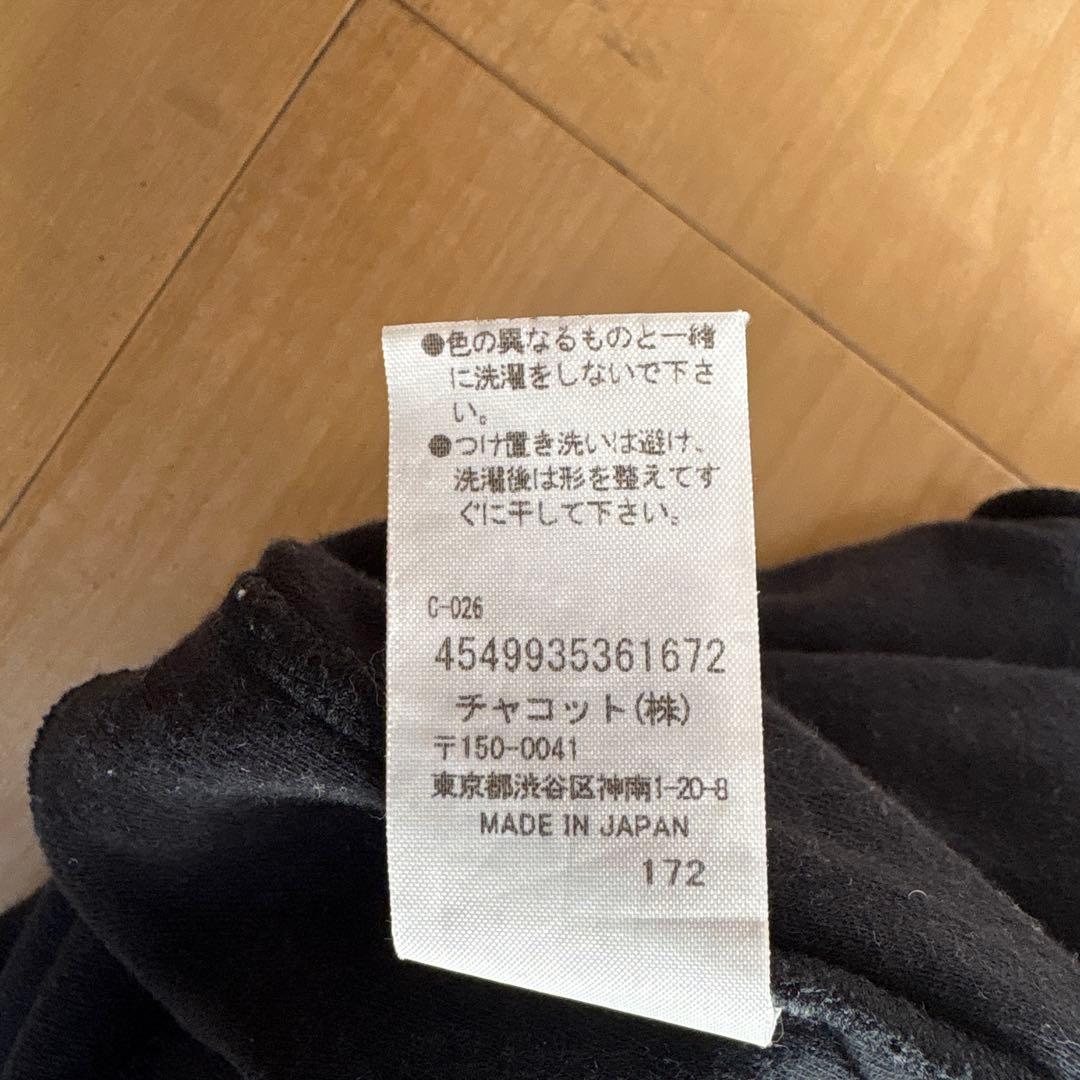 ●色の異なるものと一緒
に洗濯をしないで下さ
い。
●つけ置き洗いは避け、
洗濯後は形を整えてす
ぐに干して下さい。
C-026
4549935361672
チャコット(株)
〒150-0041
東京都渋谷区神南1-20-8
MADE IN JAPAN
172